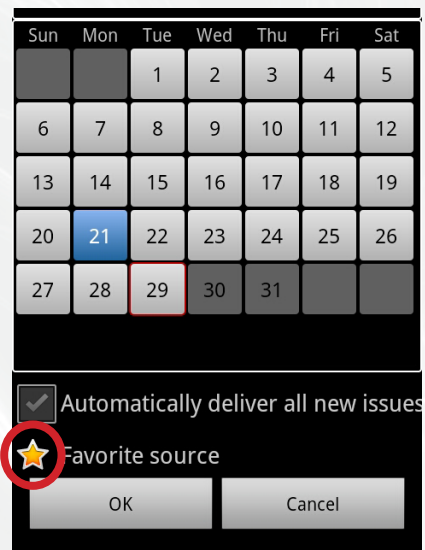 Sun Mon Tue Wed Thu Fri Sat
1 2 3 4 5
6 7 8 9 10 11 12
13 14 15 16 17 18 19
20 21 22 23 24 25 26
27 28 29 30 31
Automatically deliver all new issues
Favorite source
OK Cancel